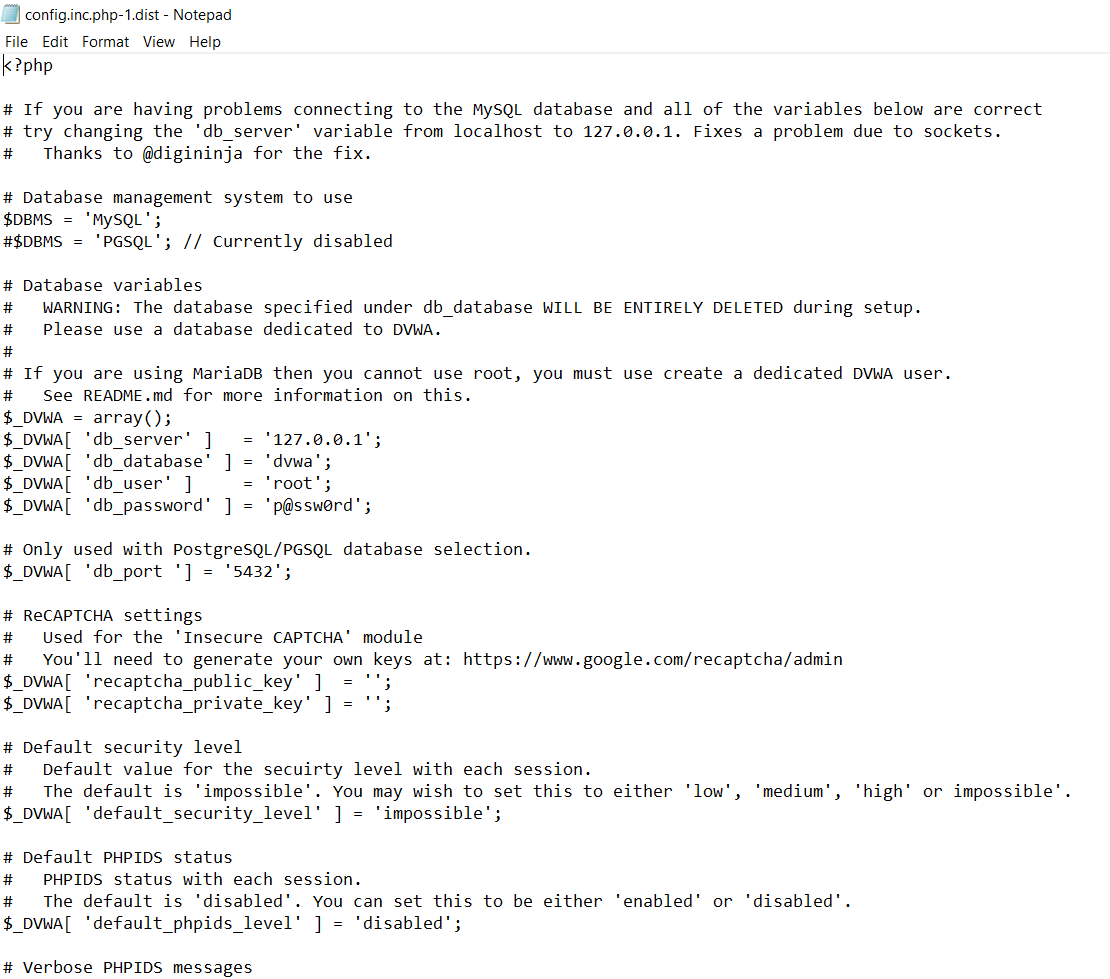 config.inc.php-1.dist - Notepad
File Edit Format View Help
<?php
# If you are having problems connecting to the MySQL database and all of the variables below are correct
# try changing the 'db_server' variable from localhost to 127.0.0.1. Fixes a problem due to sockets.
#   Thanks to @digininja for the fix.
# Database management system to use
$DBMS = 'MySQL';
#$DBMS = 'PGSQL'; // Currently disabled
# Database variables
#   WARNING: The database specified under db_database WILL BE ENTIRELY DELETED during setup.
#   Please use a database dedicated to DVWA.
#
# If you are using MariaDB then you cannot use root, you must use create a dedicated DVWA user.
#   See README.md for more information on this.
$_DVWA = array();
$_DVWA[ 'db_server' ]   = '127.0.0.1';
$_DVWA[ 'db_database' ] = 'dvwa';
$_DVWA[ 'db_user' ]     = 'root';
$_DVWA[ 'db_password' ] = 'p@ssw0rd';
# Only used with PostgreSQL/PGSQL database selection.
$_DVWA[ 'db_port '] = '5432';
# ReCAPTCHA settings
#   Used for the 'Insecure CAPTCHA' module
#   You'll need to generate your own keys at: https://www.google.com/recaptcha/admin
$_DVWA[ 'recaptcha_public_key' ]  = '';
$_DVWA[ 'recaptcha_private_key' ] = '';
# Default security level
#   Default value for the secuirty level with each session.
#   The default is 'impossible'. You may wish to set this to either 'low', 'medium', 'high' or impossible'.
$_DVWA[ 'default_security_level' ] = 'impossible';
# Default PHPIDS status
#   PHPIDS status with each session.
#   The default is 'disabled'. You can set this to be either 'enabled' or 'disabled'.
$_DVWA[ 'default_phpids_level' ] = 'disabled';
# Verbose PHPIDS messages